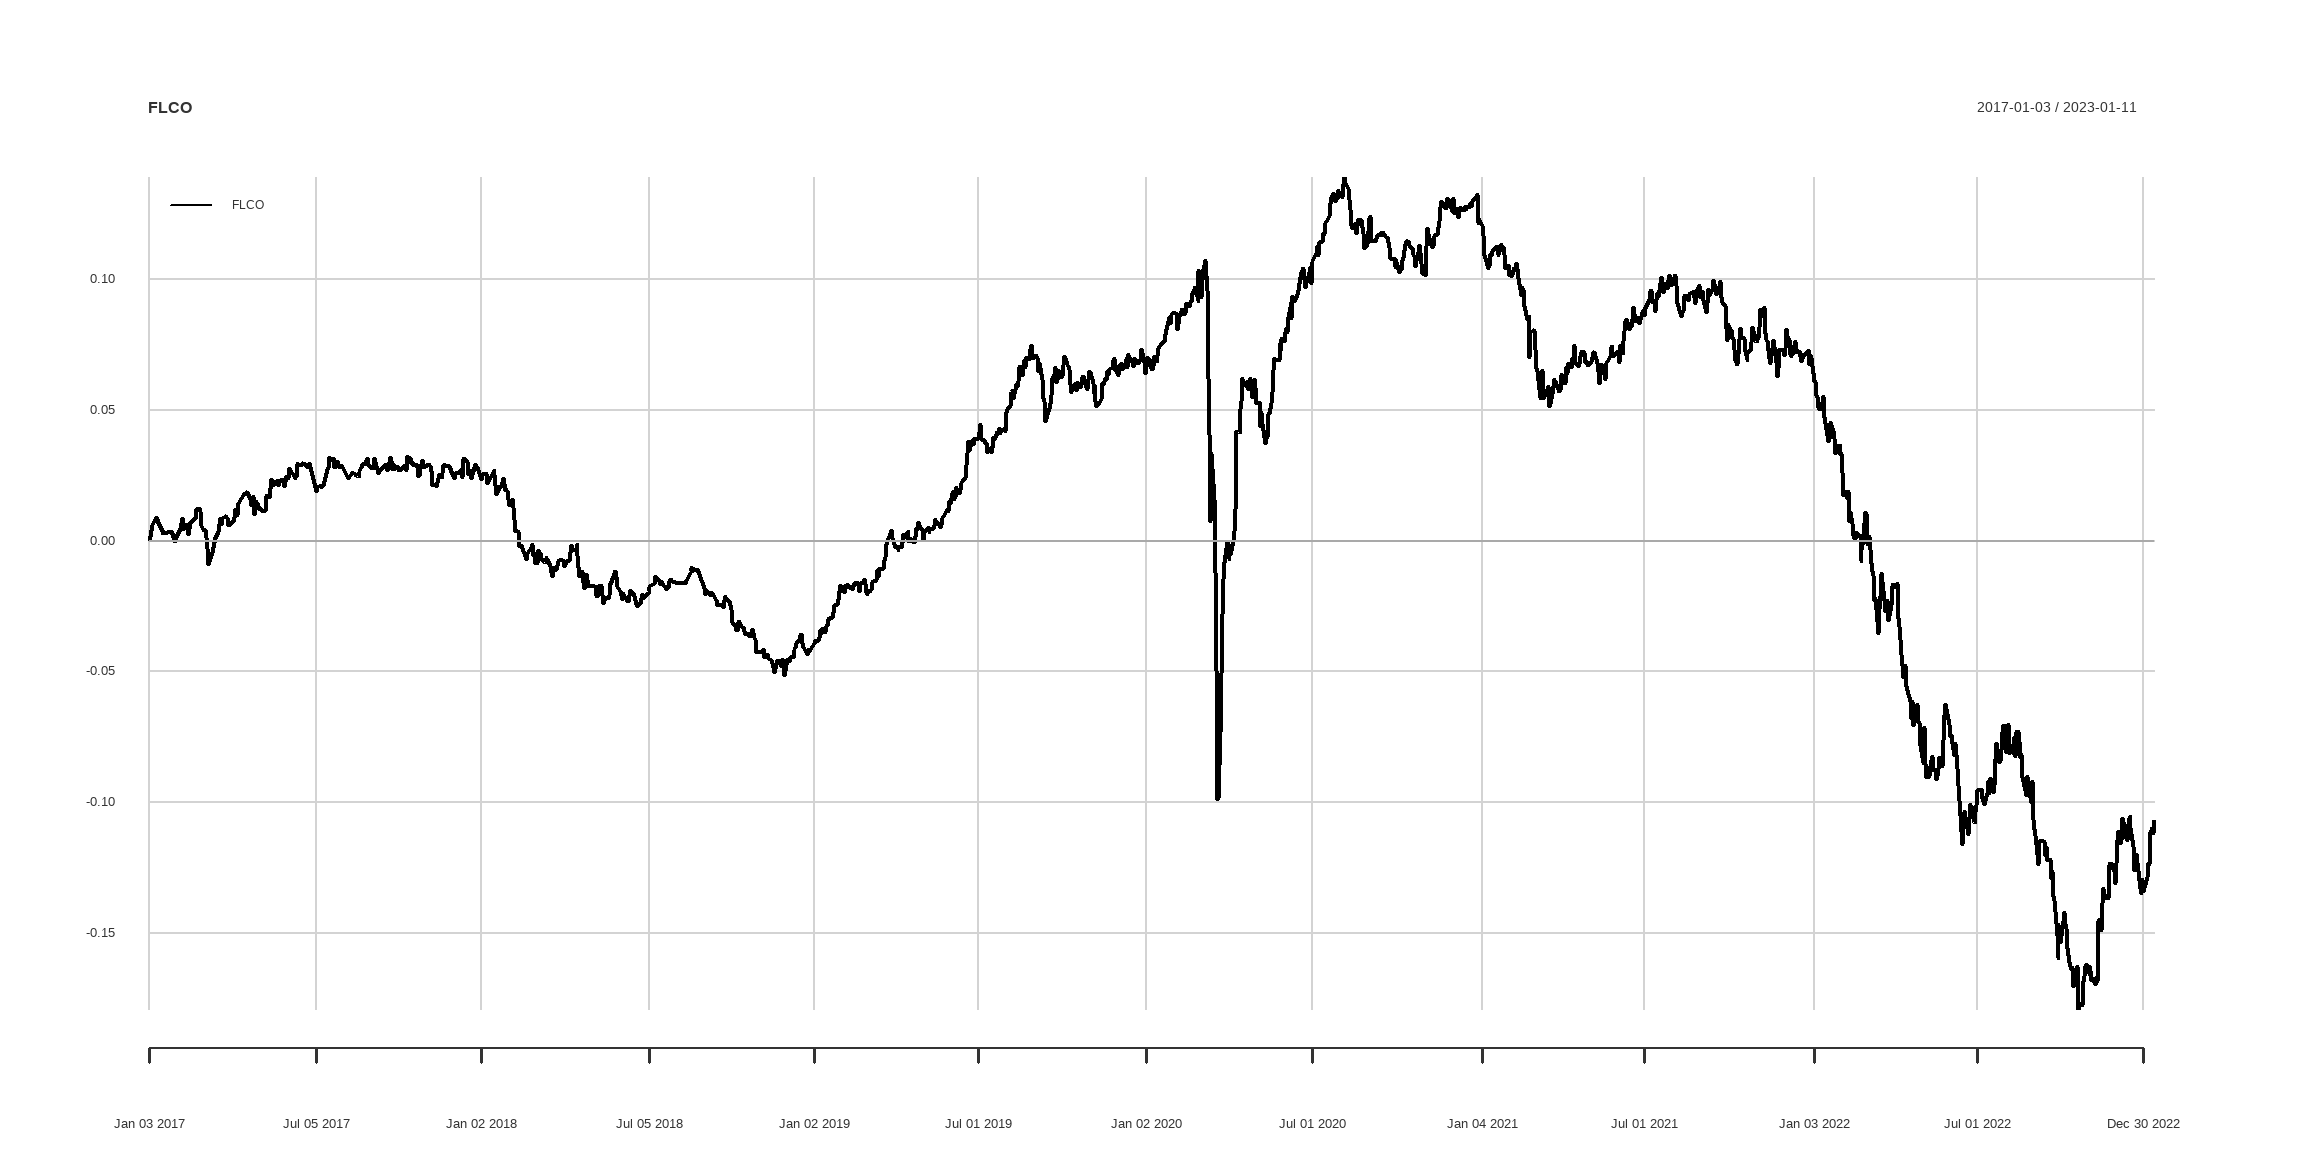 FLCO
2017-01-03 / 2023-01-11
FLCO
0.10
0.05
0.00
-0.05
-0.10
-0.15
Jan 03 2017
Jul 05 2017
Jan 02 2018
Jul 05 2018
Jan 02 2019
Jul 01 2019
Jan 02 2020
Jul 01 2020
Jan 04 2021
Jul 01 2021
Jan 03 2022
Jul 01 2022
Dec 30 2022